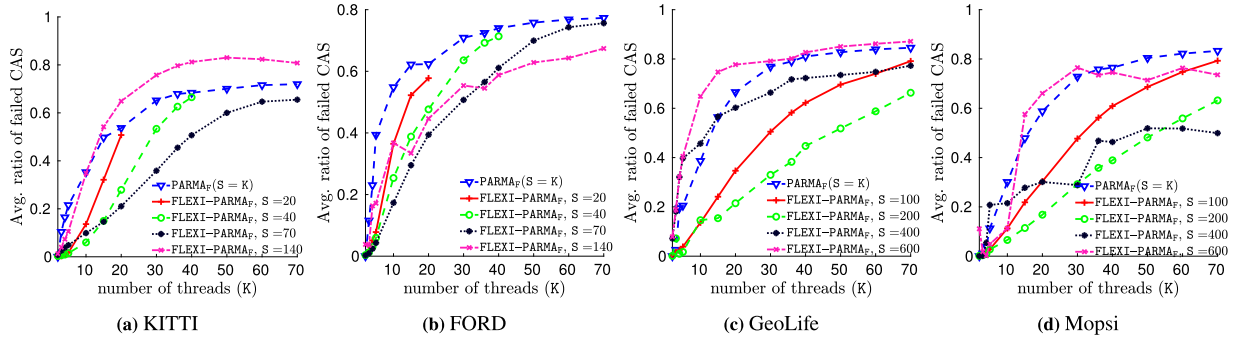 Avg. ratio of failed CAS
1
0.8
0.6
0.4
0.2
0
10 20 30 40 50 60 70
number of threads (K)
PARMA_F(S = K)
FLEXI-PARMA_F, S =20
FLEXI-PARMA_F, S =40
FLEXI-PARMA_F, S =70
FLEXI-PARMA_F, S =140
(a) KITTI
Avg. ratio of failed CAS
0.8
0.6
0.4
0.2
0
10 20 30 40 50 60 70
number of threads (K)
PARMA_F(S = K)
FLEXI-PARMA_F, S =20
FLEXI-PARMA_F, S =40
FLEXI-PARMA_F, S =70
FLEXI-PARMA_F, S =140
(b) FORD
Avg. ratio of failed CAS
1
0.8
0.6
0.4
0.2
0
10 20 30 40 50 60 70
number of threads (K)
PARMA_F(S = K)
FLEXI-PARMA_F, S =100
FLEXI-PARMA_F, S =200
FLEXI-PARMA_F, S =400
FLEXI-PARMA_F, S =600
(c) GeoLife
Avg. ratio of failed CAS
1
0.8
0.6
0.4
0.2
0
10 20 30 40 50 60 70
number of threads (K)
PARMA_F(S = K)
FLEXI-PARMA_F, S =100
FLEXI-PARMA_F, S =200
FLEXI-PARMA_F, S =400
FLEXI-PARMA_F, S =600
(d) Mopsi